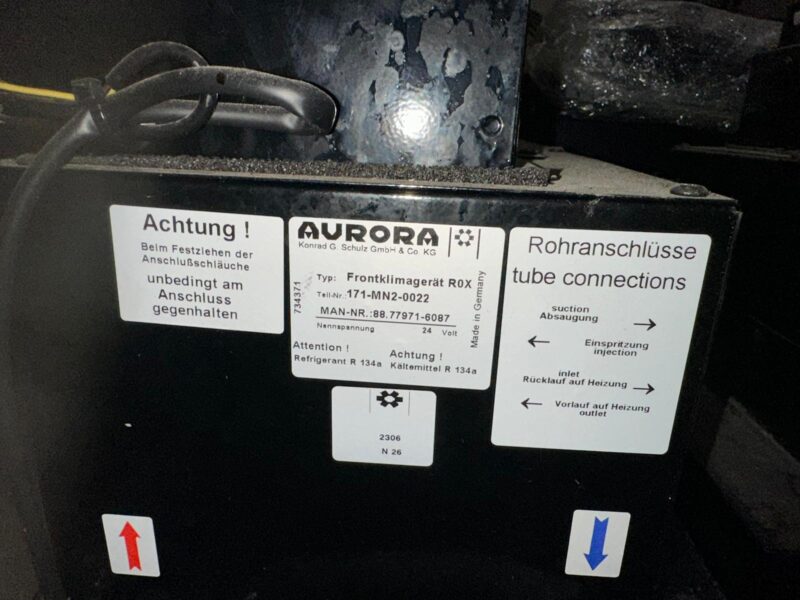 Achtung !
Beim Festziehen der
Anschlußschläuche
unbedingt am
Anschluss
gegenhalten
AURORA
Konrad G. Schulz GmbH & Co. KG
734371
Typ: Frontklimagerät R0X
Teil-Nr.: 171-MN2-0022
MAN-NR.: 88.77971-6087
Nennspannung 24 Volt
Made in Germany
Attention !
Refrigerant R 134a
Achtung !
Kältemittel R 134a
2306
N 26
Rohranschlüsse
tube connections
suction
Absaugung
Einspritzung
injection
inlet
Rücklauf auf Heizung
Vorlauf auf Heizung
outlet